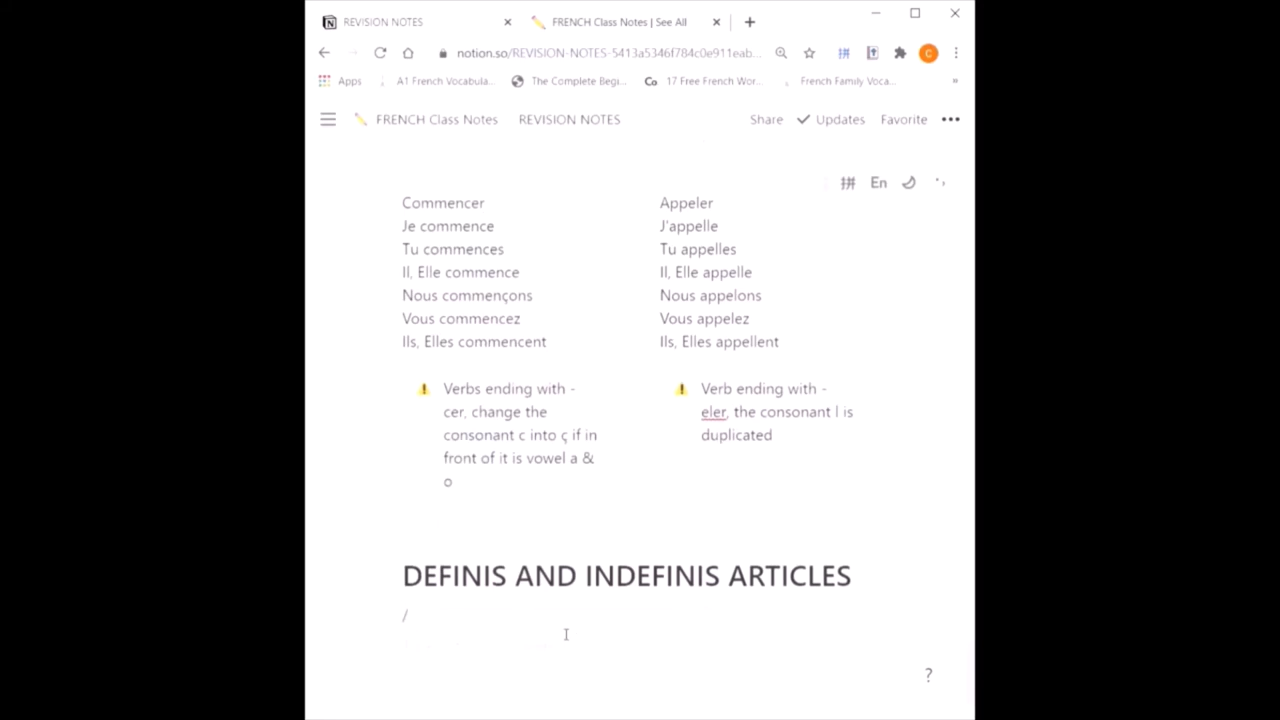 REVISION NOTES
FRENCH Class Notes | See All
notion.so/REVISION-NOTES-5413a5346f784c0e911eab...
Apps
A1 French Vocabula...
The Complete Begi...
Co 17 Free French Wor...
French Family Voca...
»
FRENCH Class Notes
REVISION NOTES
Share
Updates
Favorite
拼 En
Commencer
Je commence
Tu commences
Il, Elle commence
Nous commençons
Vous commencez
Ils, Elles commencent
Verbs ending with -
cer, change the
consonant c into ç if in
front of it is vowel a &
o
Appeler
J'appelle
Tu appelles
Il, Elle appelle
Nous appelons
Vous appelez
Ils, Elles appellent
Verb ending with -
eler, the consonant l is
duplicated
DEFINIS AND INDEFINIS ARTICLES
/
?